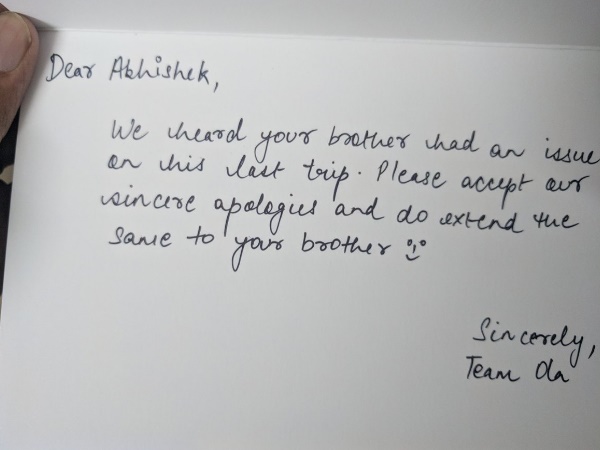 Dear Abhishek,
We heard your brother had an issue
on his last trip. Please accept our
sincere apologies and do extend the
same to your brother :)
Sincerely,
Team Ola